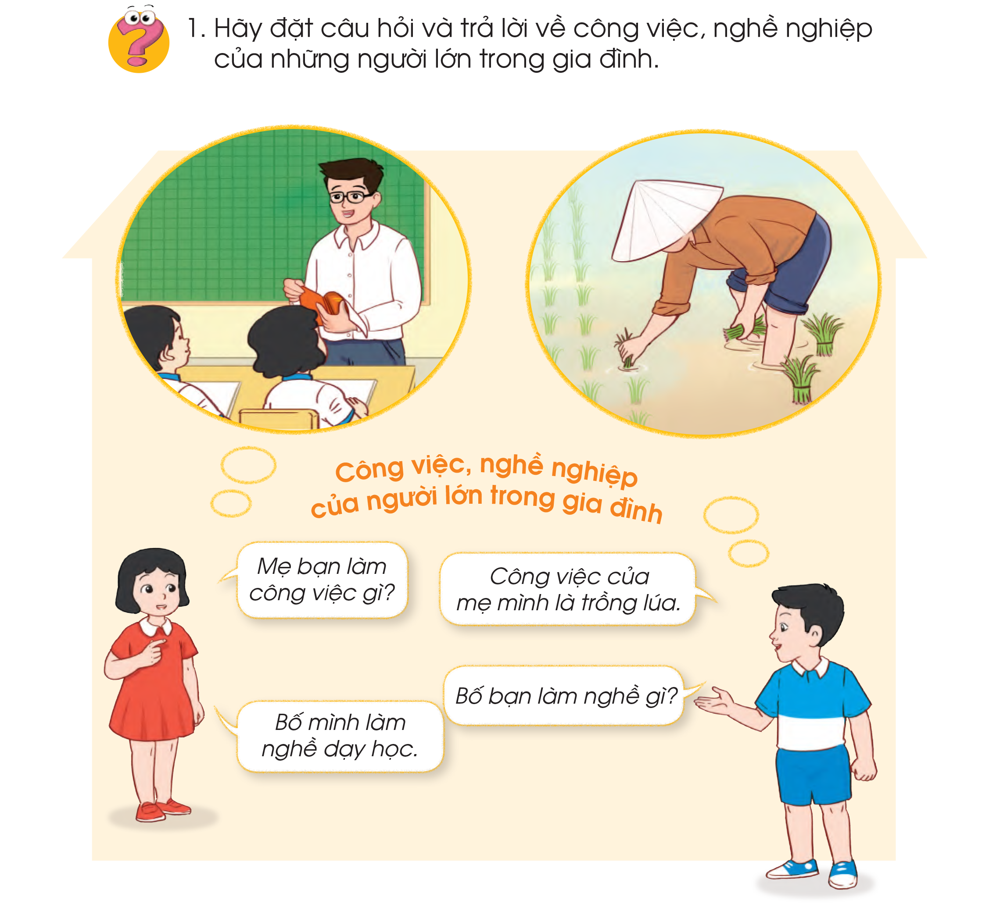 1. Hãy đặt câu hỏi và trả lời về công việc, nghề nghiệp
của những người lớn trong gia đình.
Công việc, nghề nghiệp
của người lớn trong gia đình
Mẹ bạn làm
công việc gì?
Công việc của
mẹ mình là trồng lúa.
Bố bạn làm nghề gì?
Bố mình làm
nghề dạy học.